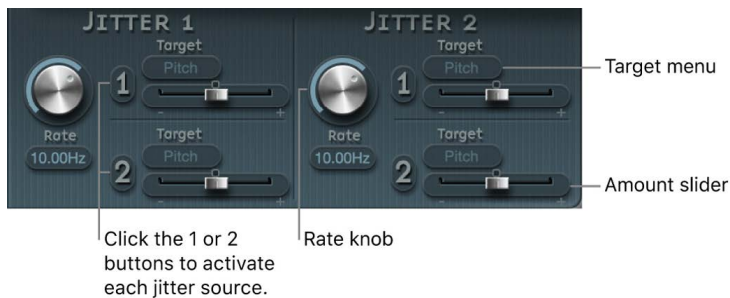 JITTER 1
Target
1
Pitch
- +
Rate
10.00Hz
Target
2
Pitch
- +
JITTER 2
Target
1
Pitch
- +
Rate
10.00Hz
Target
2
Pitch
- +
Target menu
Amount slider
Click the 1 or 2
buttons to activate
each jitter source.
Rate knob